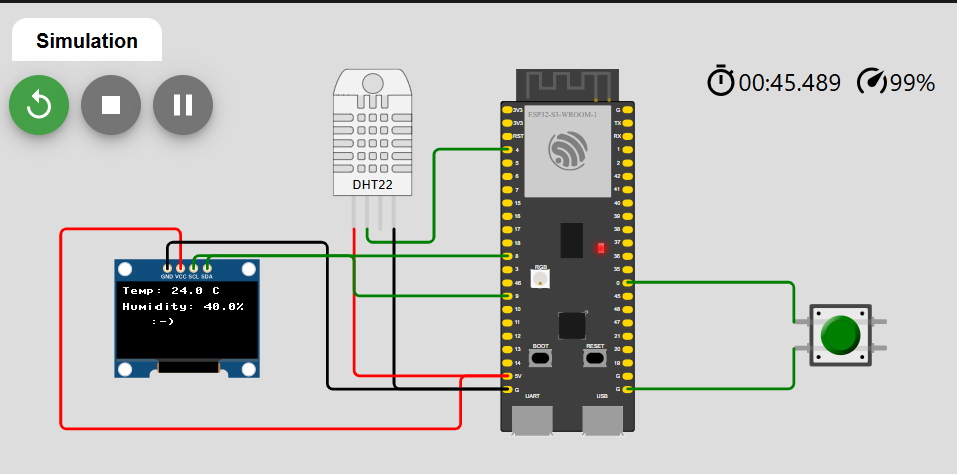 Simulation
00:45.489 99%
DHT22
GND VCC SCL SDA
Temp: 24.0 C
Humidity: 40.0%
:-)
ESP32-S3-WROOM-1
3V3 G
3V3 TX
RST RX
4 1
5 2
6 42
7 41
15 40
16 39
17 38
18 37
8 36
3 35
46 0
9 45
10 48
11 47
12 21
13 20
14 19
5V G
G G
RGB
BOOT RESET
UART USB